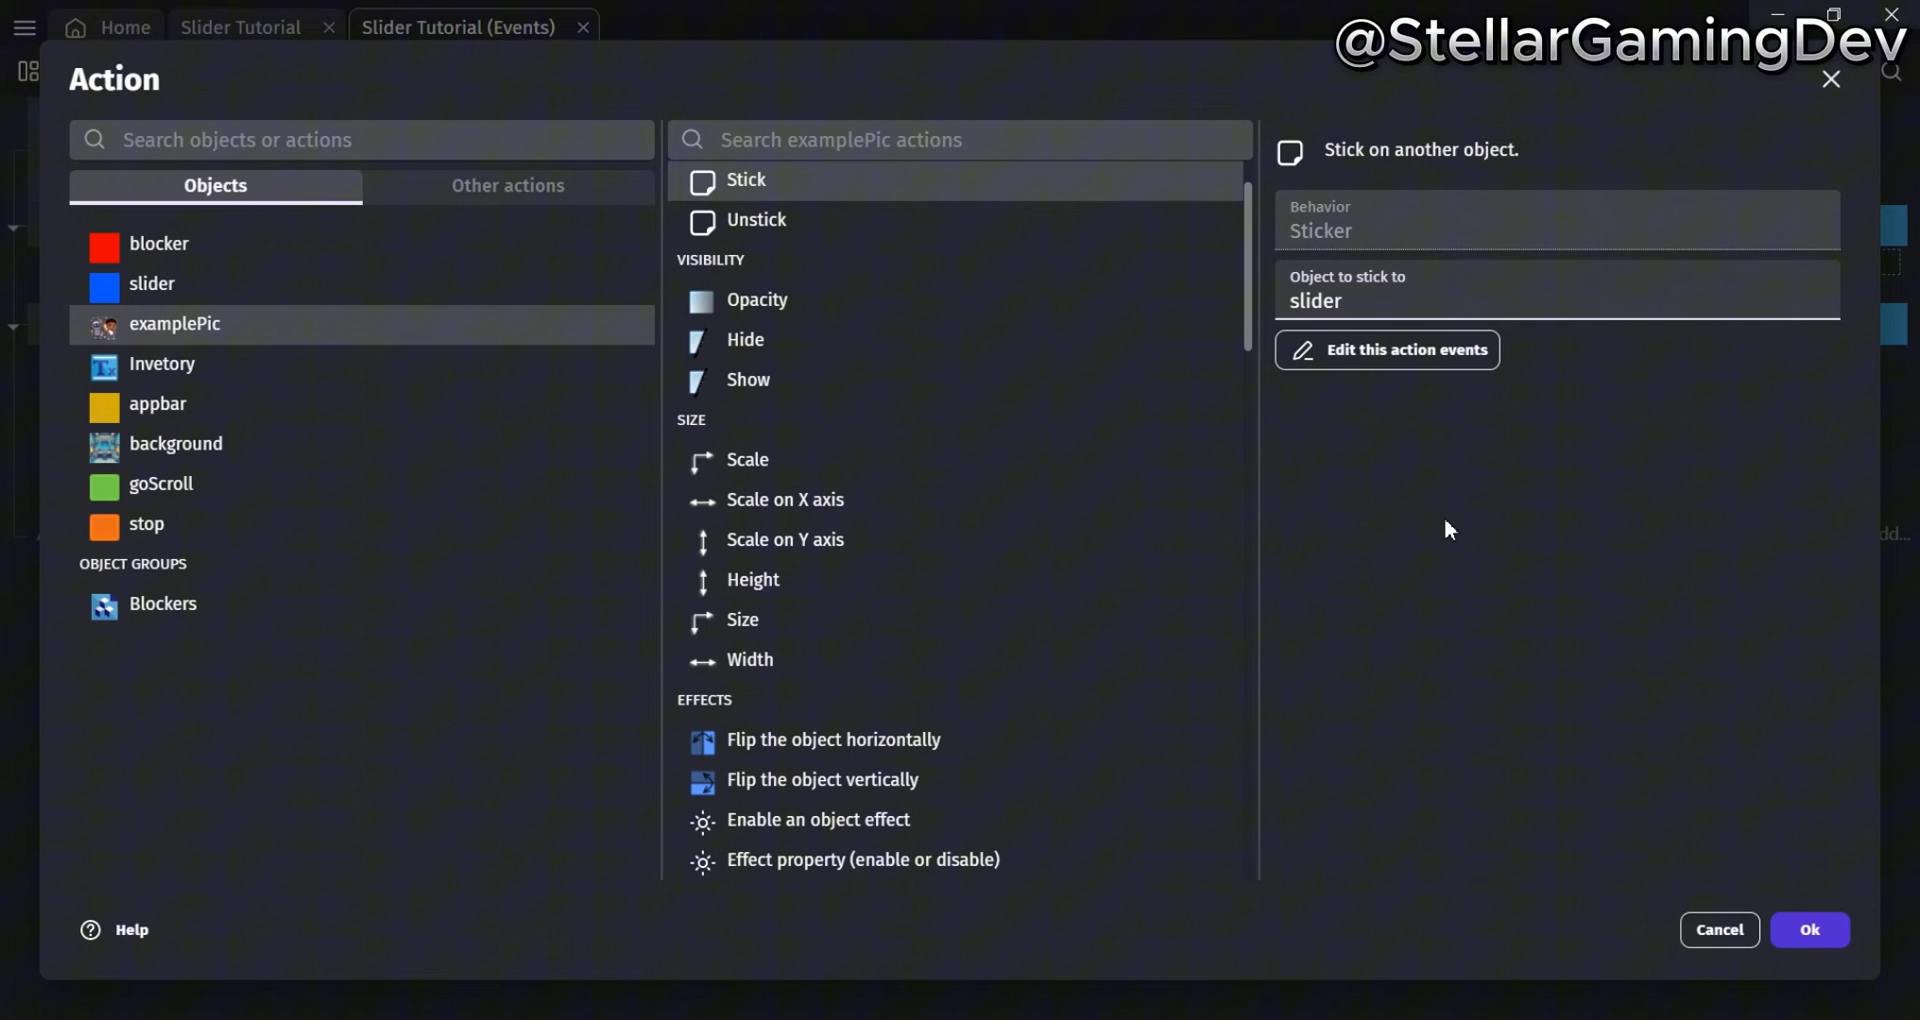 Home
Slider Tutorial
Slider Tutorial (Events)
@StellarGamingDev
Action
Search objects or actions
Objects
Other actions
blocker
slider
examplePic
Invetory
appbar
background
goScroll
stop
OBJECT GROUPS
Blockers
Search examplePic actions
Stick
Unstick
VISIBILITY
Opacity
Hide
Show
SIZE
Scale
Scale on X axis
Scale on Y axis
Height
Size
Width
EFFECTS
Flip the object horizontally
Flip the object vertically
Enable an object effect
Effect property (enable or disable)
Stick on another object.
Behavior
Sticker
Object to stick to
slider
Edit this action events
Help
Cancel
Ok